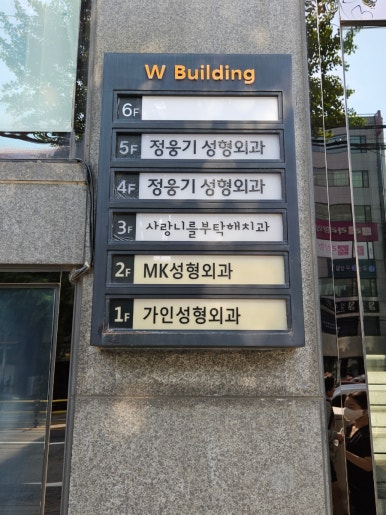 W Building
6F
5F 정웅기 성형외과
4F 정웅기 성형외과
3F 사랑니를부탁해치과
2F MK성형외과
1F 가인성형외과